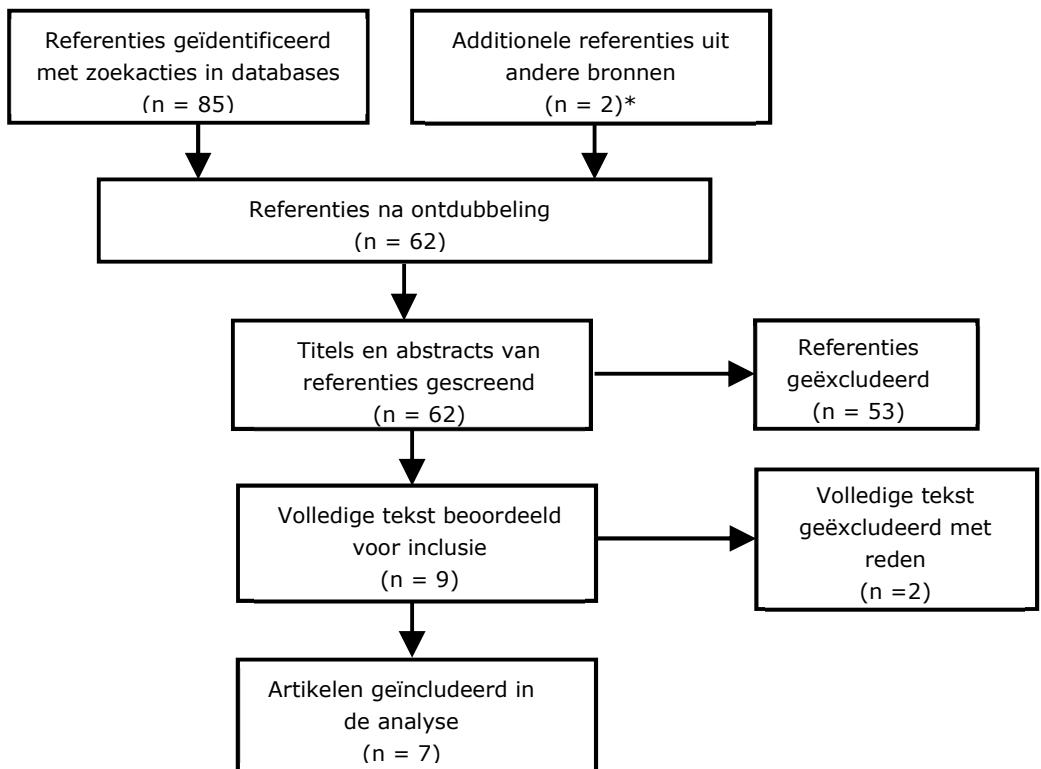 Referenties geïdentificeerd
met zoekacties in databases
(n = 85)
Additionele referenties uit
andere bronnen
(n = 2)*
Referenties na ontdubbeling
(n = 62)
Titels en abstracts van
referenties gescreend
(n = 62)
Referenties
geëxcludeerd
(n = 53)
Volledige tekst beoordeeld
voor inclusie
(n = 9)
Volledige tekst
geëxcludeerd met
reden
(n =2)
Artikelen geïncludeerd in
de analyse
(n = 7)